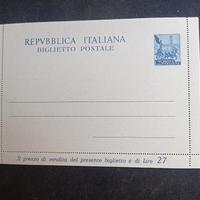 REPVBBLICA ITALIANA
BIGLIETTO POSTALE
Il prezzo di vendita del presente biglietto è di Lire 27